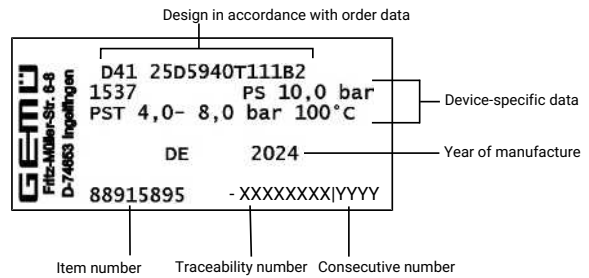 Design in accordance with order data
GEMÜ
Fritz-Müller-Str. 6-8
D-74653 Ingelfingen
D41 25D5940T111B2
1537 PS 10,0 bar
PST 4,0- 8,0 bar 100°C
Device-specific data
DE 2024
Year of manufacture
88915895 -XXXXXXXX|YYYY
Item number Traceability number Consecutive number